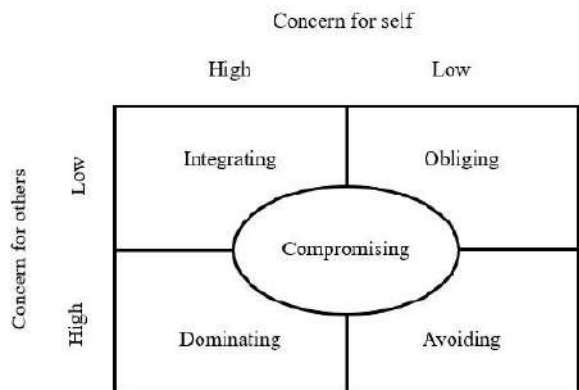 Concern for self
High Low
Integrating Obliging
Low
Concern for others
Compromising
High
Dominating Avoiding